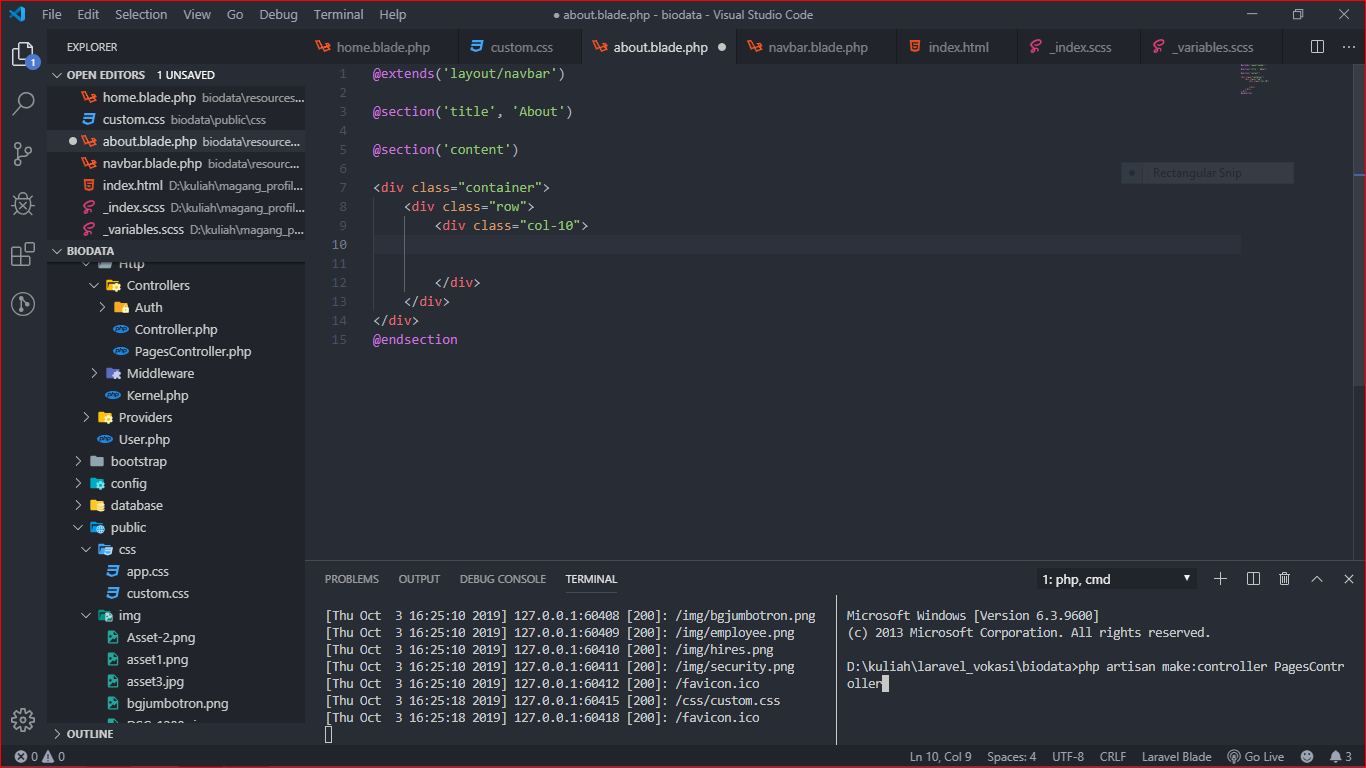 File Edit Selection View Go Debug Terminal Help
● about.blade.php - biodata - Visual Studio Code
EXPLORER
home.blade.php
custom.css
about.blade.php ●
navbar.blade.php
index.html
_index.scss
_variables.scss
1
OPEN EDITORS 1 UNSAVED
home.blade.php biodata\resources...
custom.css biodata\public\css
● about.blade.php biodata\resource...
navbar.blade.php biodata\resourc...
index.html D:\kuliah\magang_profil...
_index.scss D:\kuliah\magang_profil...
_variables.scss D:\kuliah\magang_p...
BIODATA
Http
Controllers
Auth
Controller.php
PagesController.php
Middleware
Kernel.php
Providers
User.php
bootstrap
config
database
public
css
app.css
custom.css
img
Asset-2.png
asset1.png
asset3.jpg
bgjumbotron.png
OUTLINE
1 @extends('layout/navbar')
2
3 @section('title', 'About')
4
5 @section('content')
6
7 <div class="container">
8 <div class="row">
9 <div class="col-10">
10
11
12 </div>
13 </div>
14 </div>
15 @endsection
Rectangular Snip
PROBLEMS OUTPUT DEBUG CONSOLE TERMINAL
1: php, cmd
[Thu Oct  3 16:25:10 2019] 127.0.0.1:60408 [200]: /img/bgjumbotron.png
[Thu Oct  3 16:25:10 2019] 127.0.0.1:60409 [200]: /img/employee.png
[Thu Oct  3 16:25:10 2019] 127.0.0.1:60410 [200]: /img/hires.png
[Thu Oct  3 16:25:10 2019] 127.0.0.1:60411 [200]: /img/security.png
[Thu Oct  3 16:25:10 2019] 127.0.0.1:60412 [200]: /favicon.ico
[Thu Oct  3 16:25:18 2019] 127.0.0.1:60415 [200]: /css/custom.css
[Thu Oct  3 16:25:18 2019] 127.0.0.1:60418 [200]: /favicon.ico
Microsoft Windows [Version 6.3.9600]
(c) 2013 Microsoft Corporation. All rights reserved.
D:\kuliah\laravel_vokasi\biodata>php artisan make:controller PagesContr
oller
0 0
Ln 10, Col 9 Spaces: 4 UTF-8 CRLF Laravel Blade Go Live 3